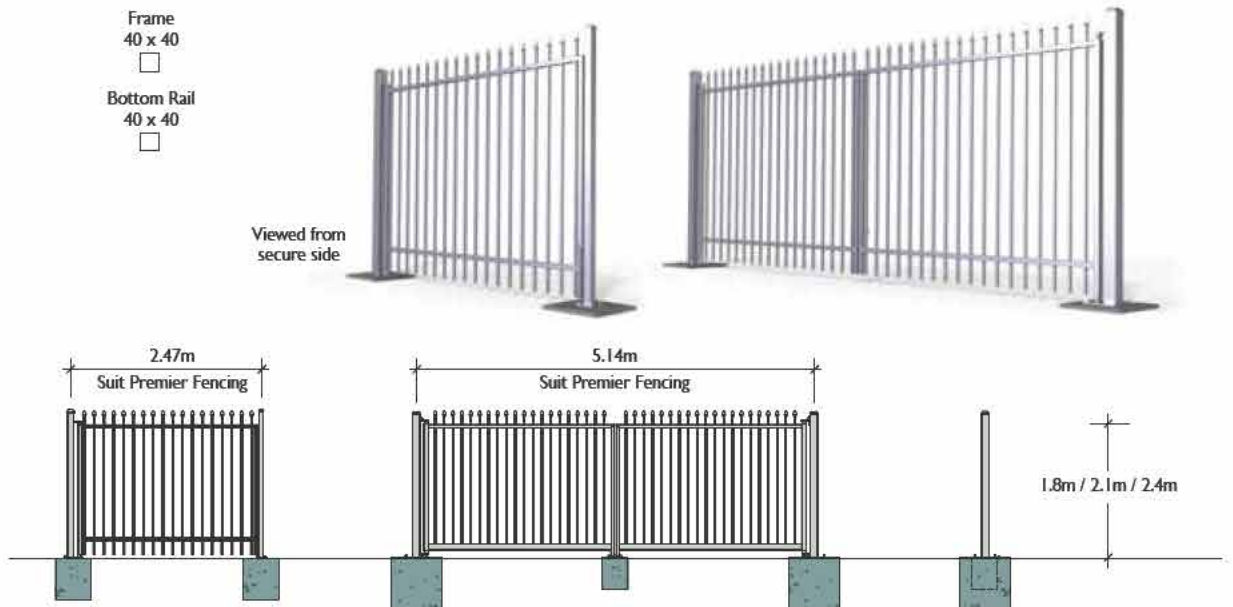 Frame
40 x 40
Bottom Rail
40 x 40
Viewed from
secure side
2.47m
Suit Premier Fencing
5.14m
Suit Premier Fencing
1.8m / 2.1m / 2.4m